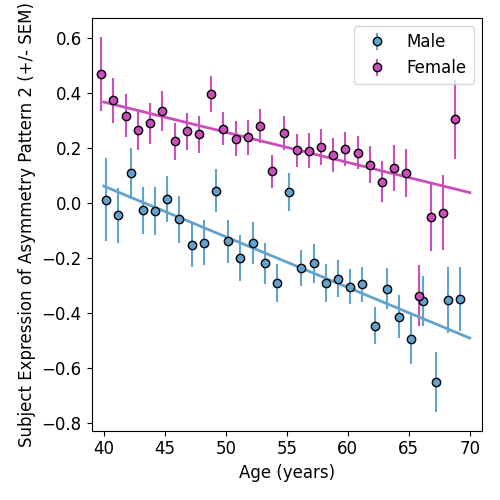 Subject Expression of Asymmetry Pattern 2 (+/- SEM)
0.6
0.4
0.2
0.0
−0.2
−0.4
−0.6
−0.8
Male
Female
40 45 50 55 60 65 70
Age (years)